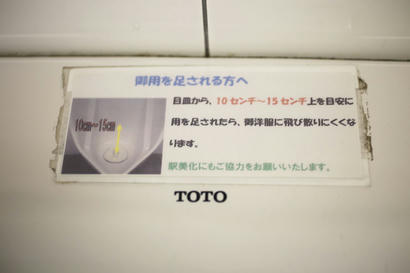 御用を足される方へ
目皿から、10センチ〜15センチ上を目安に
用を足されたら、御洋服に飛び散りにくくな
ります。
駅美化にもご協力をお願いいたします。
10cm〜15cm
TOTO